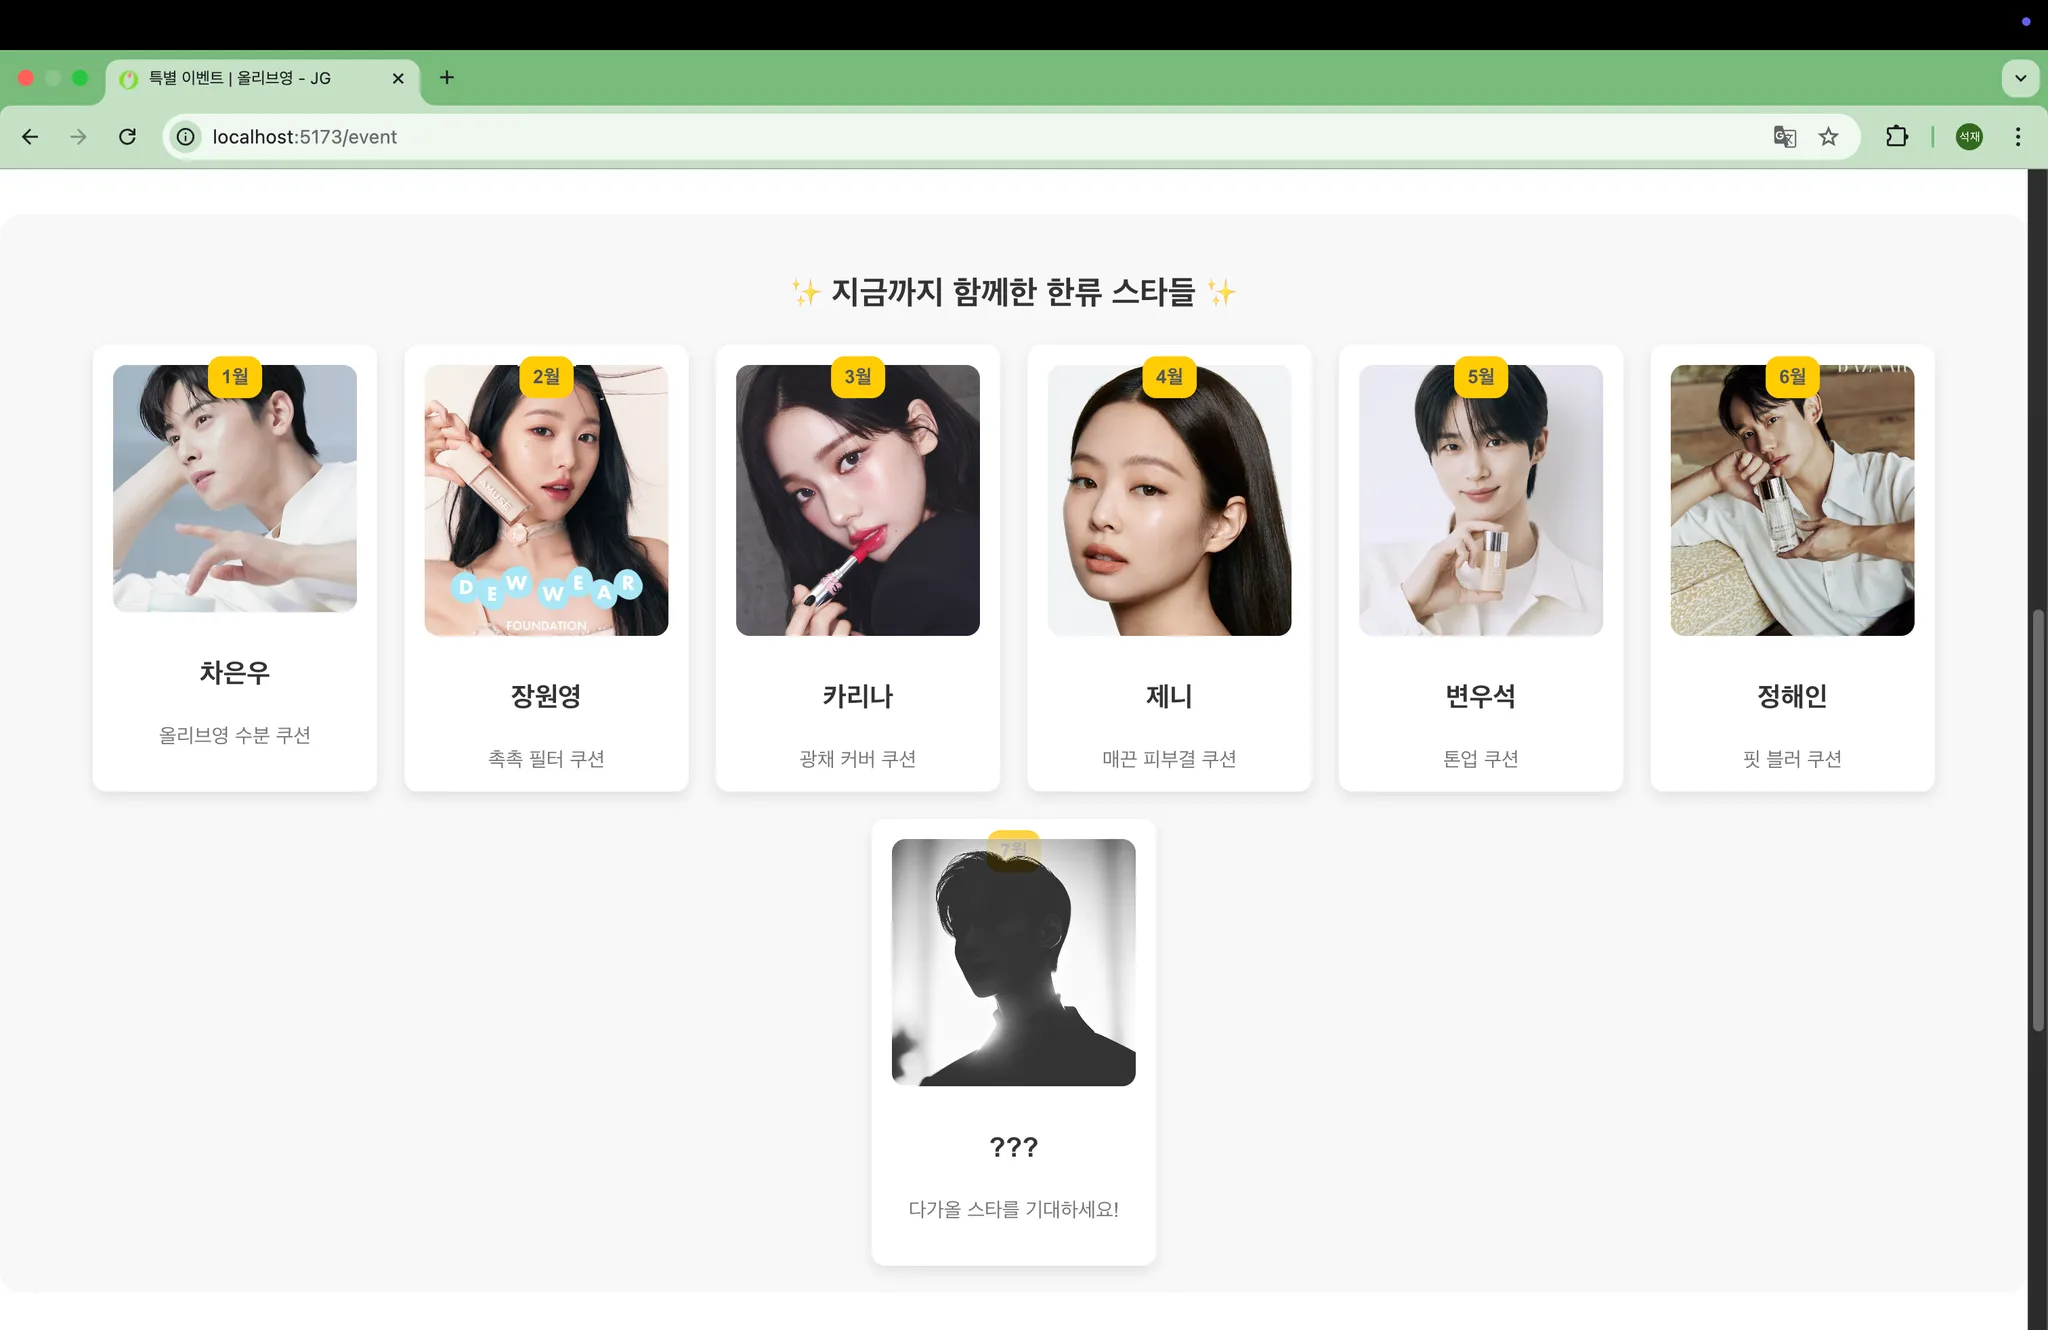 특별 이벤트 | 올리브영 - JG
localhost:5173/event
석재
✨ 지금까지 함께한 한류 스타들 ✨
1월
2월
3월
4월
5월
6월
AMUSE
DEWWEAR
FOUNDATION
차은우
장원영
카리나
제니
변우석
정해인
올리브영 수분 쿠션
촉촉 필터 쿠션
광채 커버 쿠션
매끈 피부결 쿠션
톤업 쿠션
핏 블러 쿠션
7월
???
다가올 스타를 기대하세요!